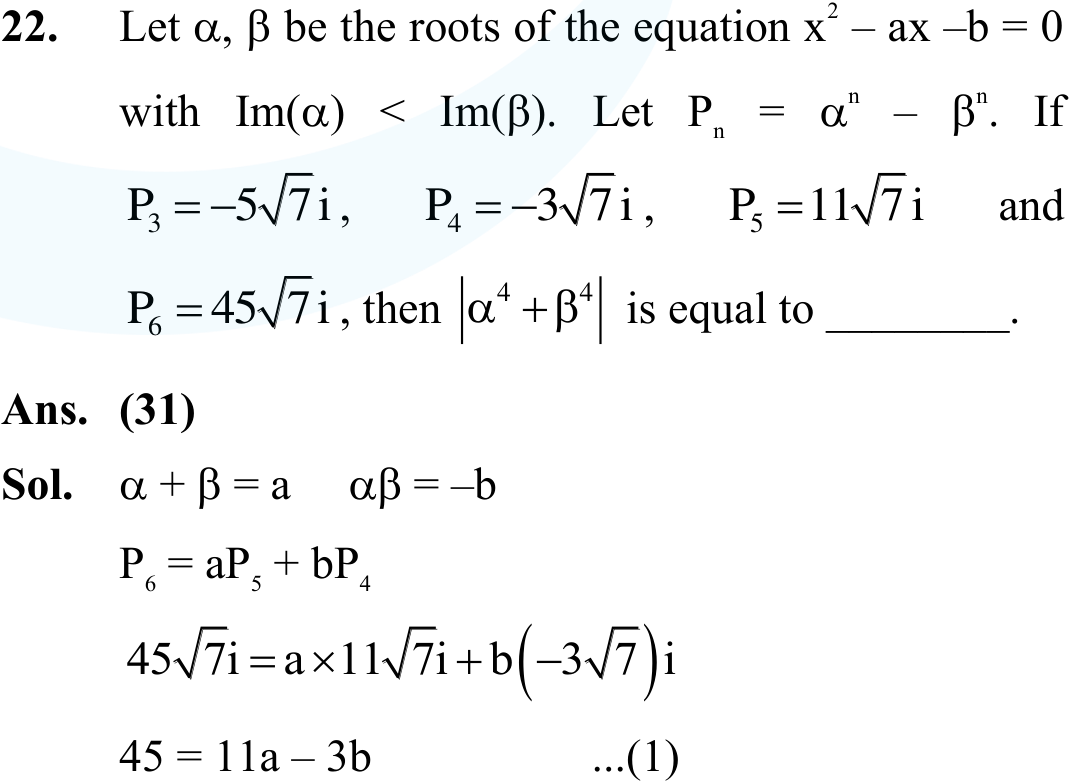 22. Let α, β be the roots of the equation x² – ax –b = 0
with Im(α) < Im(β). Let Pₙ = αⁿ – βⁿ. If
P₃ = –5√7 i, P₄ = –3√7 i, P₅ = 11√7 i and
P₆ = 45√7 i, then |α⁴ + β⁴| is equal to ________.
Ans. (31)
Sol. α + β = a αβ = –b
P₆ = aP₅ + bP₄
45√7i = a × 11√7i + b(–3√7)i
45 = 11a – 3b ...(1)